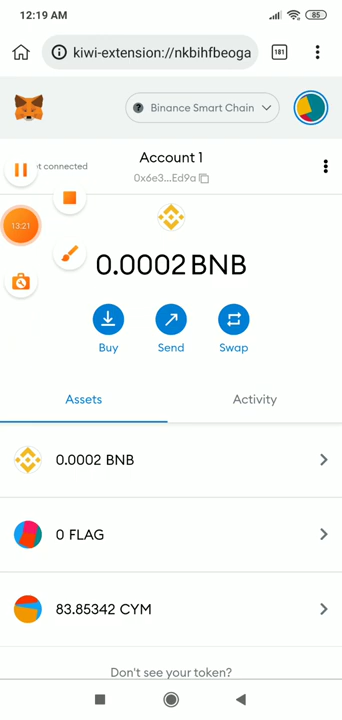 12:19 AM
85
kiwi-extension://nkbihfbeoga
181
Binance Smart Chain
t connected
Account 1
0x6e3...Ed9a
13:21
0.0002 BNB
Buy
Send
Swap
Assets
Activity
0.0002 BNB
0 FLAG
83.85342 CYM
Don't see your token?